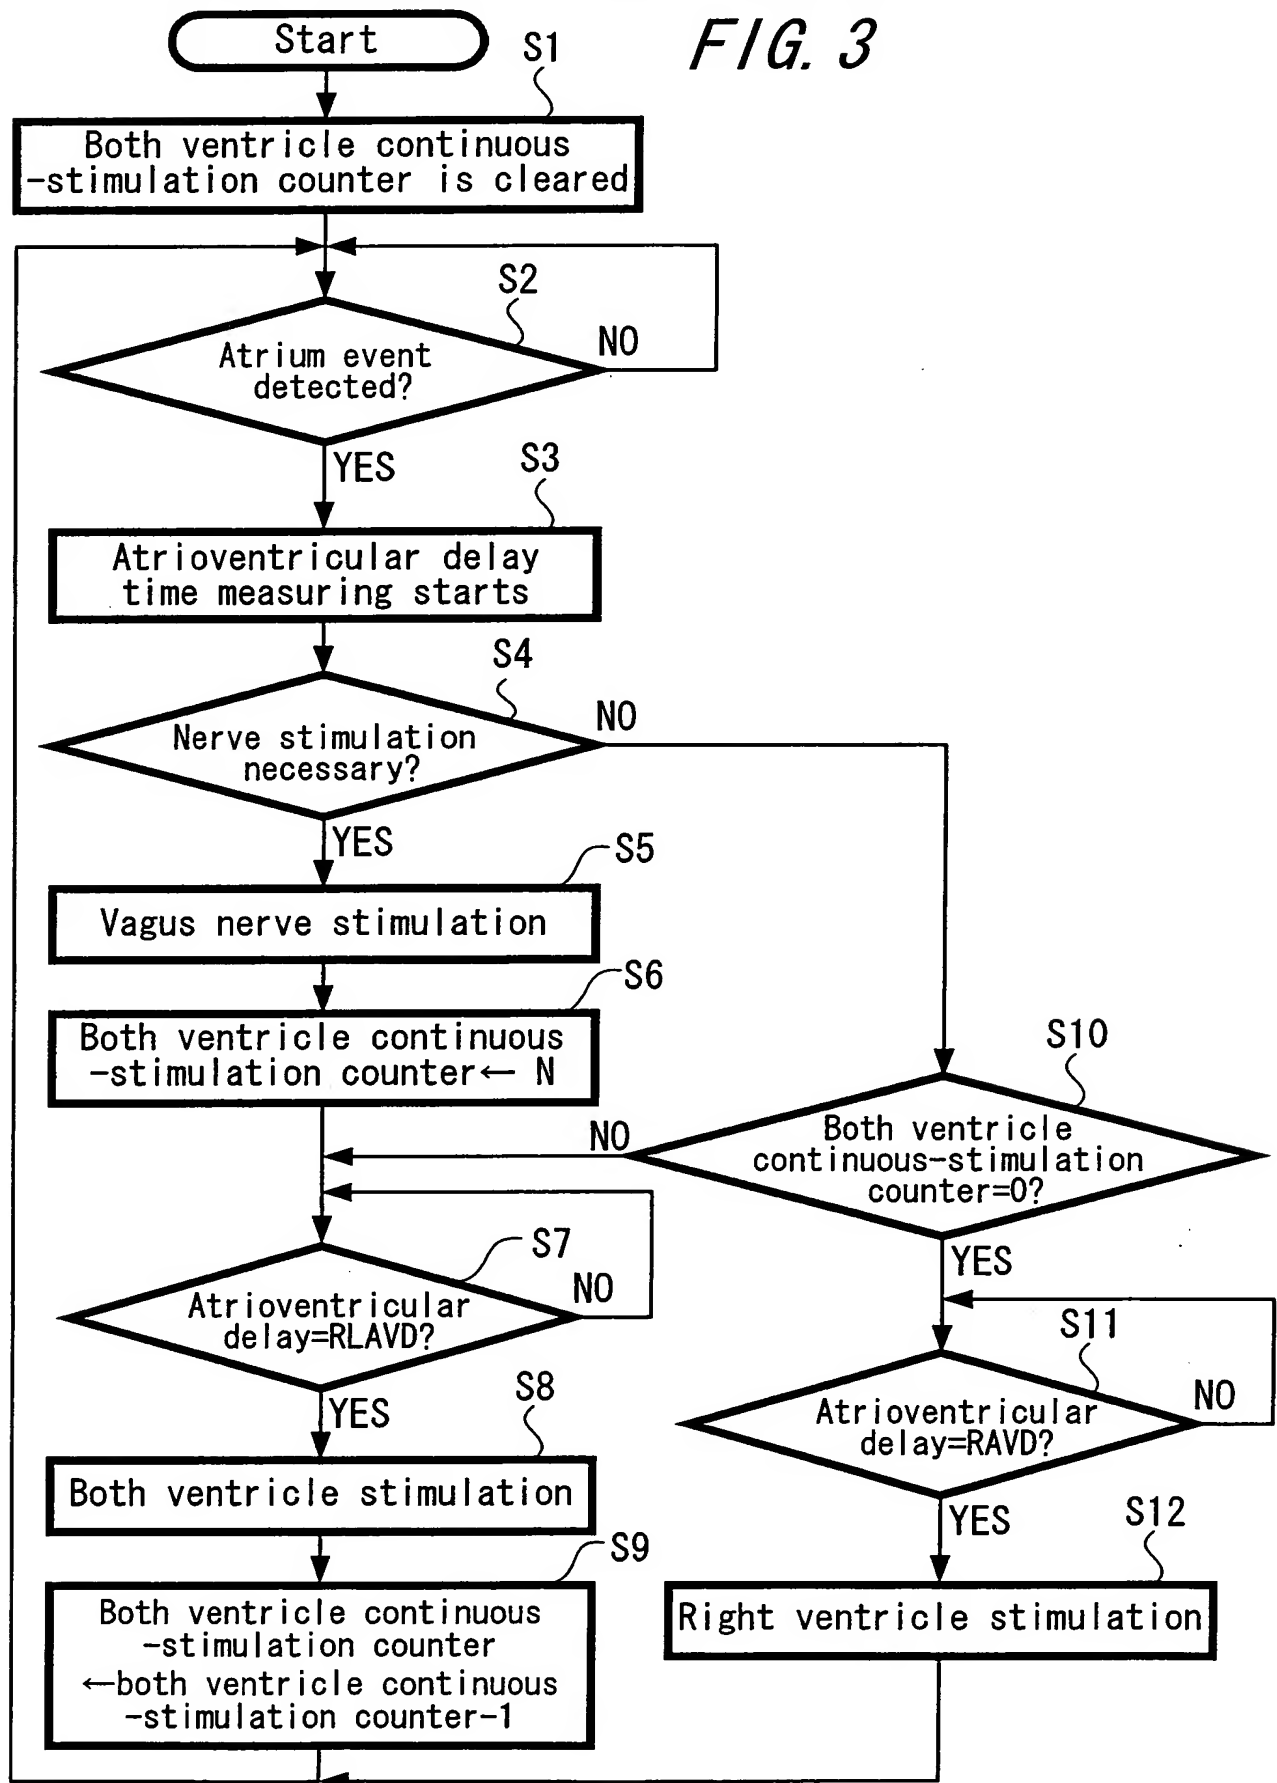 FIG. 3
Start
S1
Both ventricle continuous
-stimulation counter is cleared
S2
Atrium event
detected?
NO
YES
S3
Atrioventricular delay
time measuring starts
S4
Nerve stimulation
necessary?
NO
YES
S5
Vagus nerve stimulation
S6
Both ventricle continuous
-stimulation counter← N
S10
Both ventricle
continuous-stimulation
counter=0?
NO
YES
S7
Atrioventricular
delay=RLAVD?
NO
YES
S8
Both ventricle stimulation
S9
Both ventricle continuous
-stimulation counter
←both ventricle continuous
-stimulation counter-1
S11
Atrioventricular
delay=RAVD?
NO
YES
S12
Right ventricle stimulation